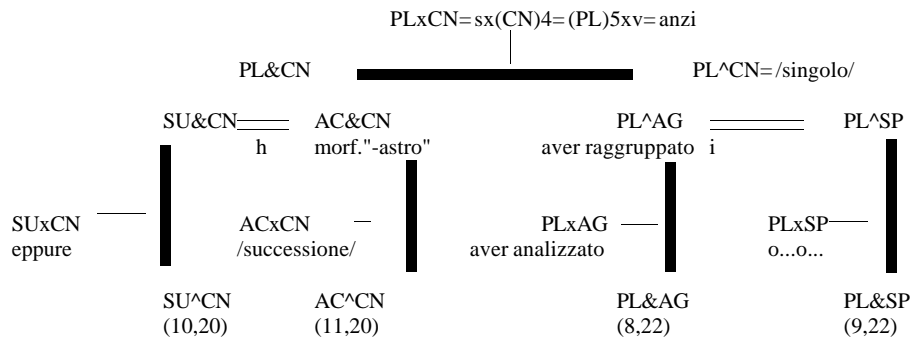 PLxCN= sx(CN)4= (PL)5xv= anzi
PL&CN PL^CN= /singolo/
SU&CN AC&CN PL^AG PL^SP
h morf."-astro" aver raggruppato i
SUxCN ACxCN PLxAG PLxSP
eppure /successione/ aver analizzato o...o...
SU^CN AC^CN PL&AG PL&SP
(10,20) (11,20) (8,22) (9,22)